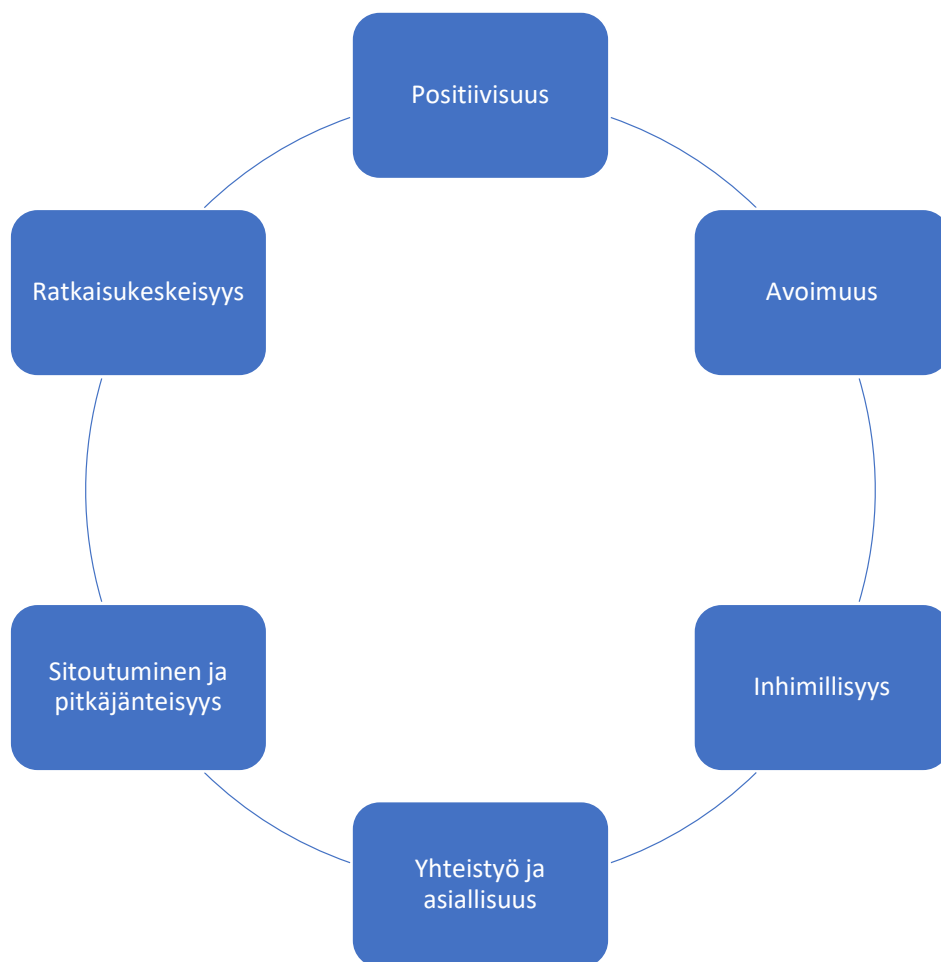 Positiivisuus
Avoimuus
Inhimillisyys
Yhteistyö ja
asiallisuus
Sitoutuminen ja
pitkäjänteisyys
Ratkaisukeskeisyys